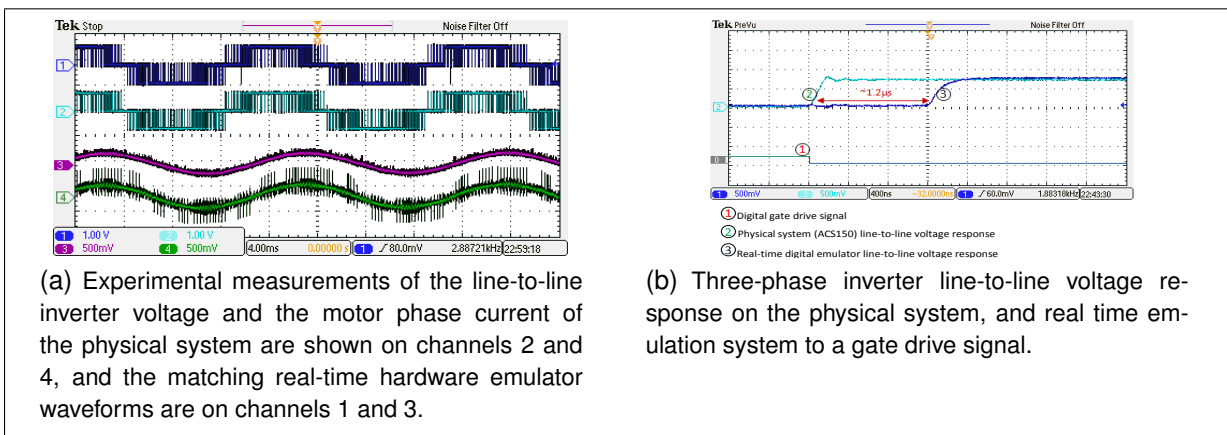 Tek Stop
Noise Filter Off
1
2
3
4
1 1.00 V 2 1.00 V
3 500mV 4 500mV
4.00ms 0.00000 s
1 80.0mV 2.88721kHz 22:59:18
(a) Experimental measurements of the line-to-line
inverter voltage and the motor phase current of
the physical system are shown on channels 2 and
4, and the matching real-time hardware emulator
waveforms are on channels 1 and 3.
Tek PreVu
Noise Filter Off
2
2
~1.2µs
3
1
1 500mV 2 500mV
400ns -32.0000ns
1 60.0mV 1.88318kHz 22:43:30
1 Digital gate drive signal
2 Physical system (ACS150) line-to-line voltage response
3 Real-time digital emulator line-to-line voltage response
(b) Three-phase inverter line-to-line voltage re-
sponse on the physical system, and real time em-
ulation system to a gate drive signal.